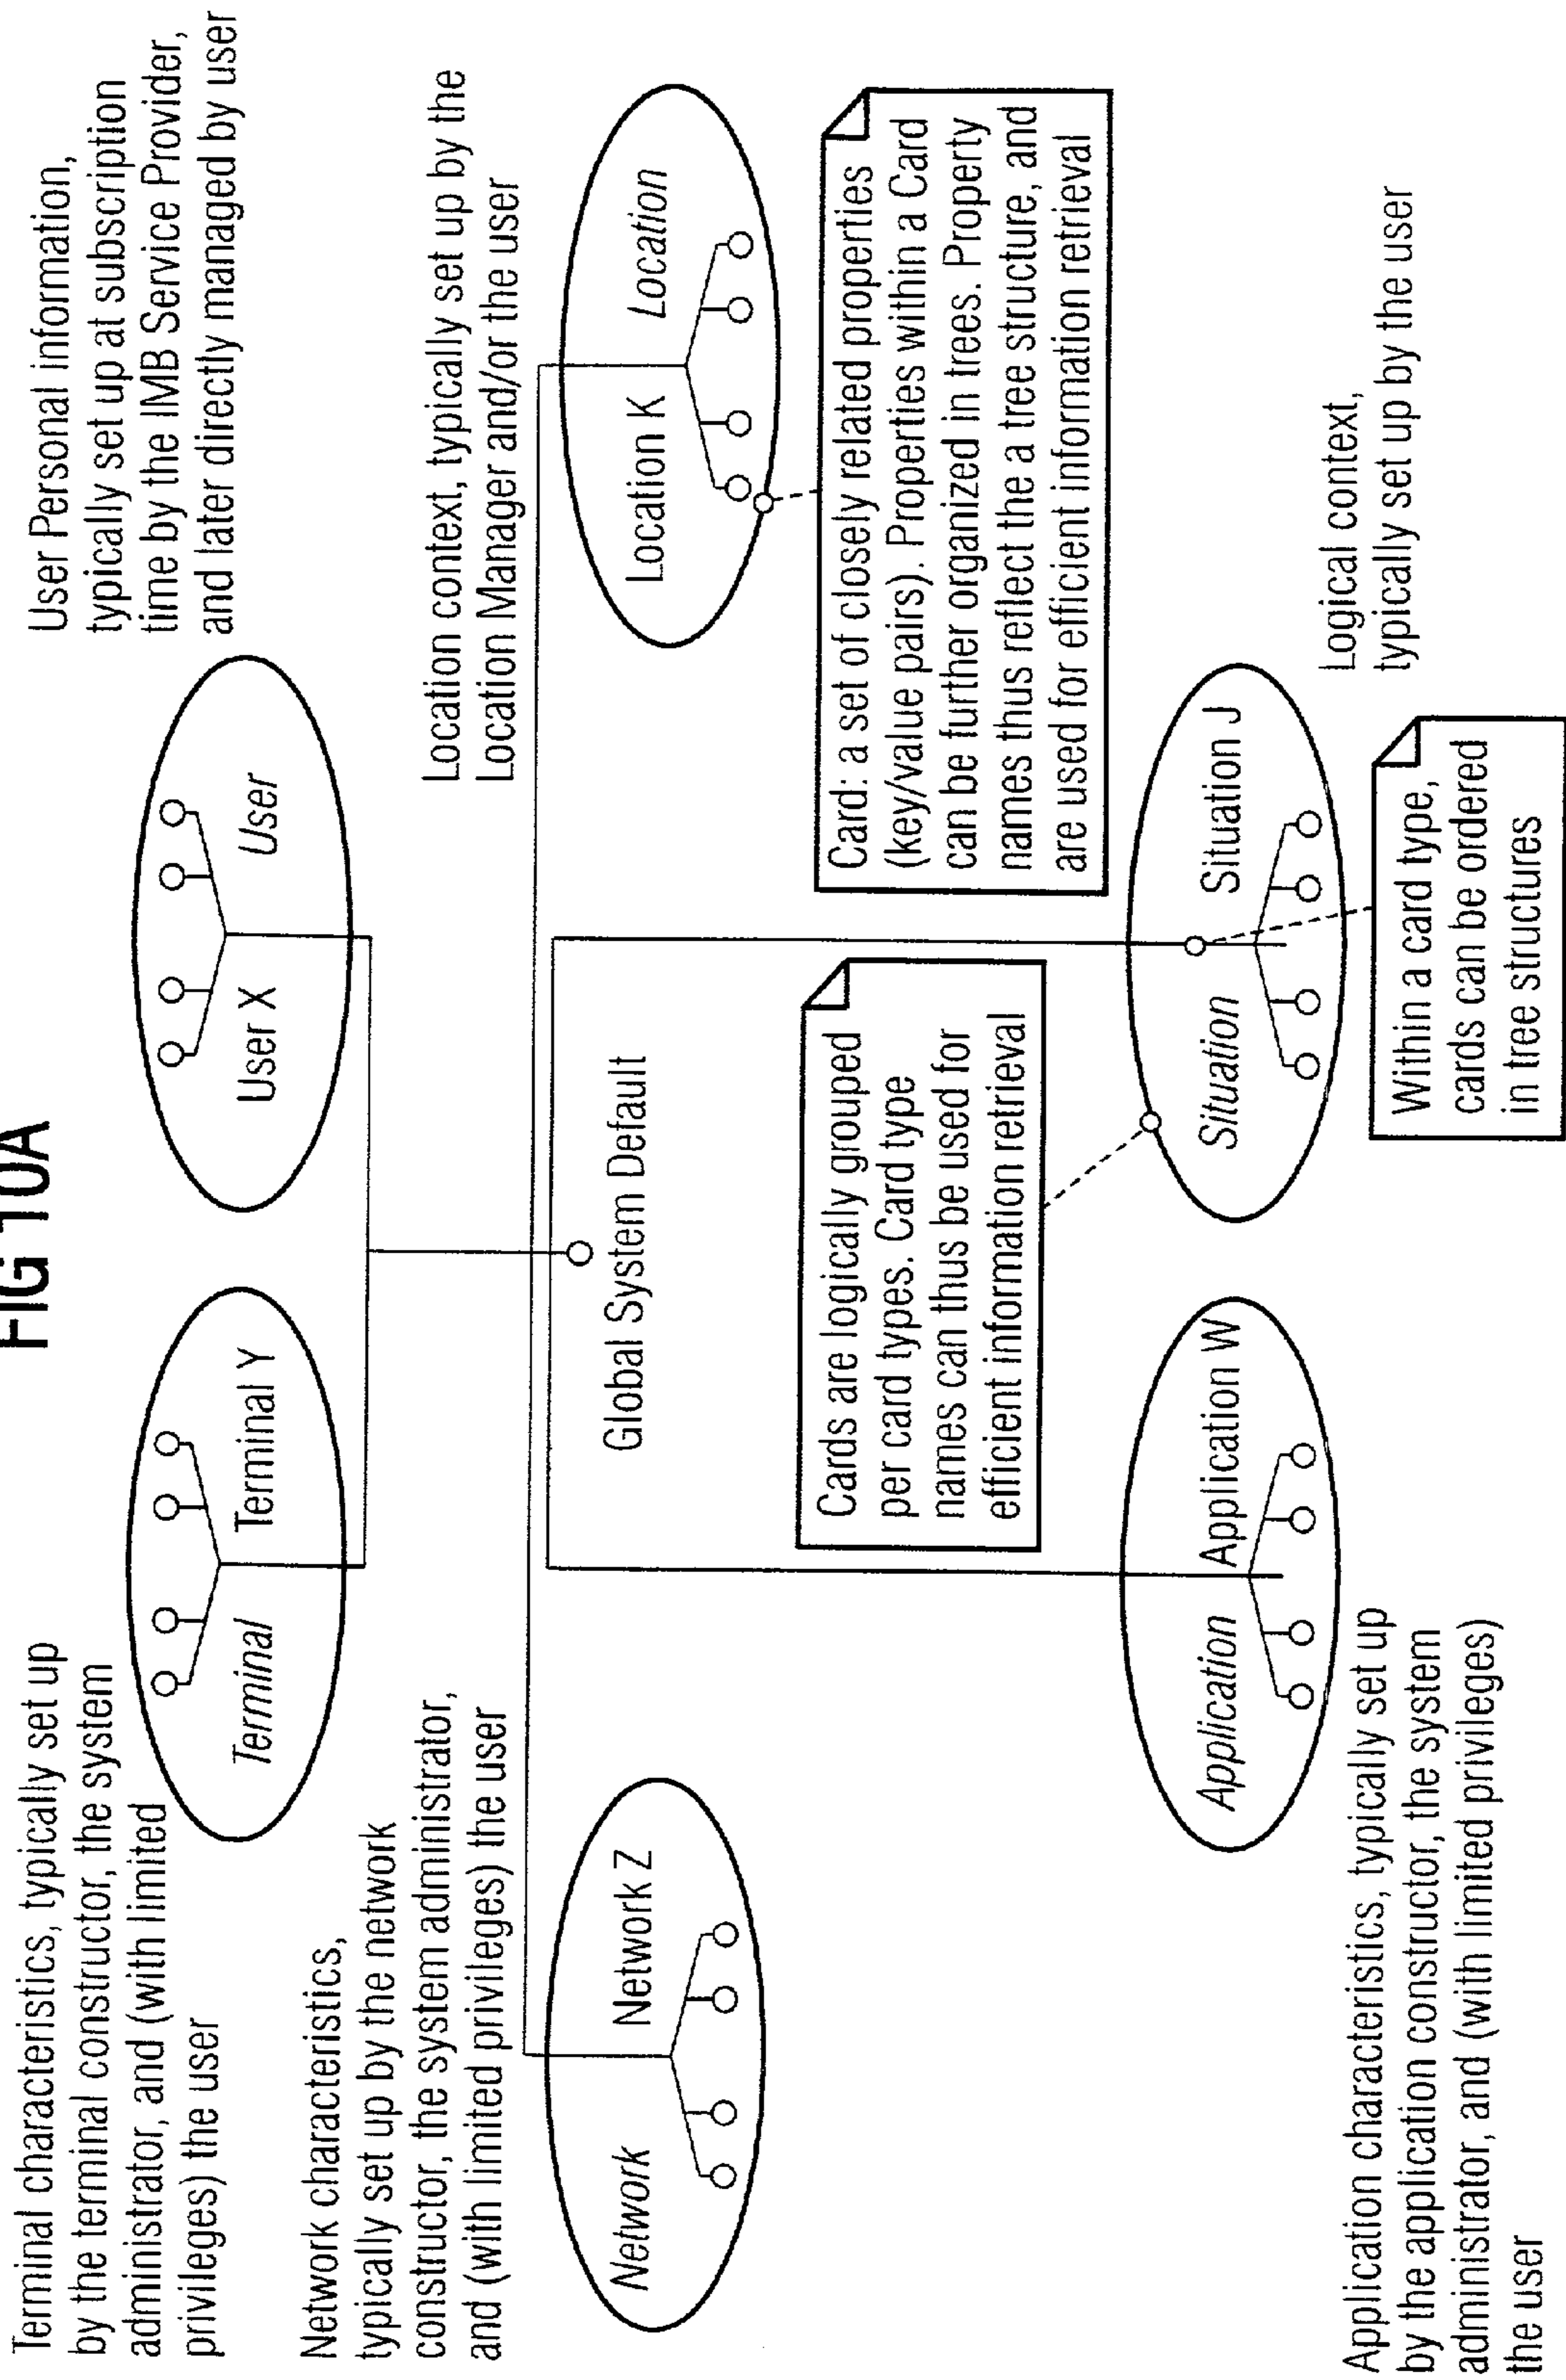 FIG 10A
Terminal characteristics, typically set up
by the terminal constructor, the system
administrator, and (with limited
privileges) the user
Terminal
Terminal Y
User X
User
User Personal information,
typically set up at subscription
time by the IMB Service Provider,
and later directly managed by user
Network characteristics,
typically set up by the network
constructor, the system administrator,
and (with limited privileges) the user
Location context, typically set up by the
Location Manager and/or the user
Network
Network Z
Global System Default
Location K
Location
Cards are logically grouped
per card types. Card type
names can thus be used for
efficient information retrieval
Card: a set of closely related properties
(key/value pairs). Properties within a Card
can be further organized in trees. Property
names thus reflect the a tree structure, and
are used for efficient information retrieval
Application
Application W
Situation
Situation J
Application characteristics, typically set up
by the application constructor, the system
administrator, and (with limited privileges)
the user
Within a card type,
cards can be ordered
in tree structures
Logical context,
typically set up by the user